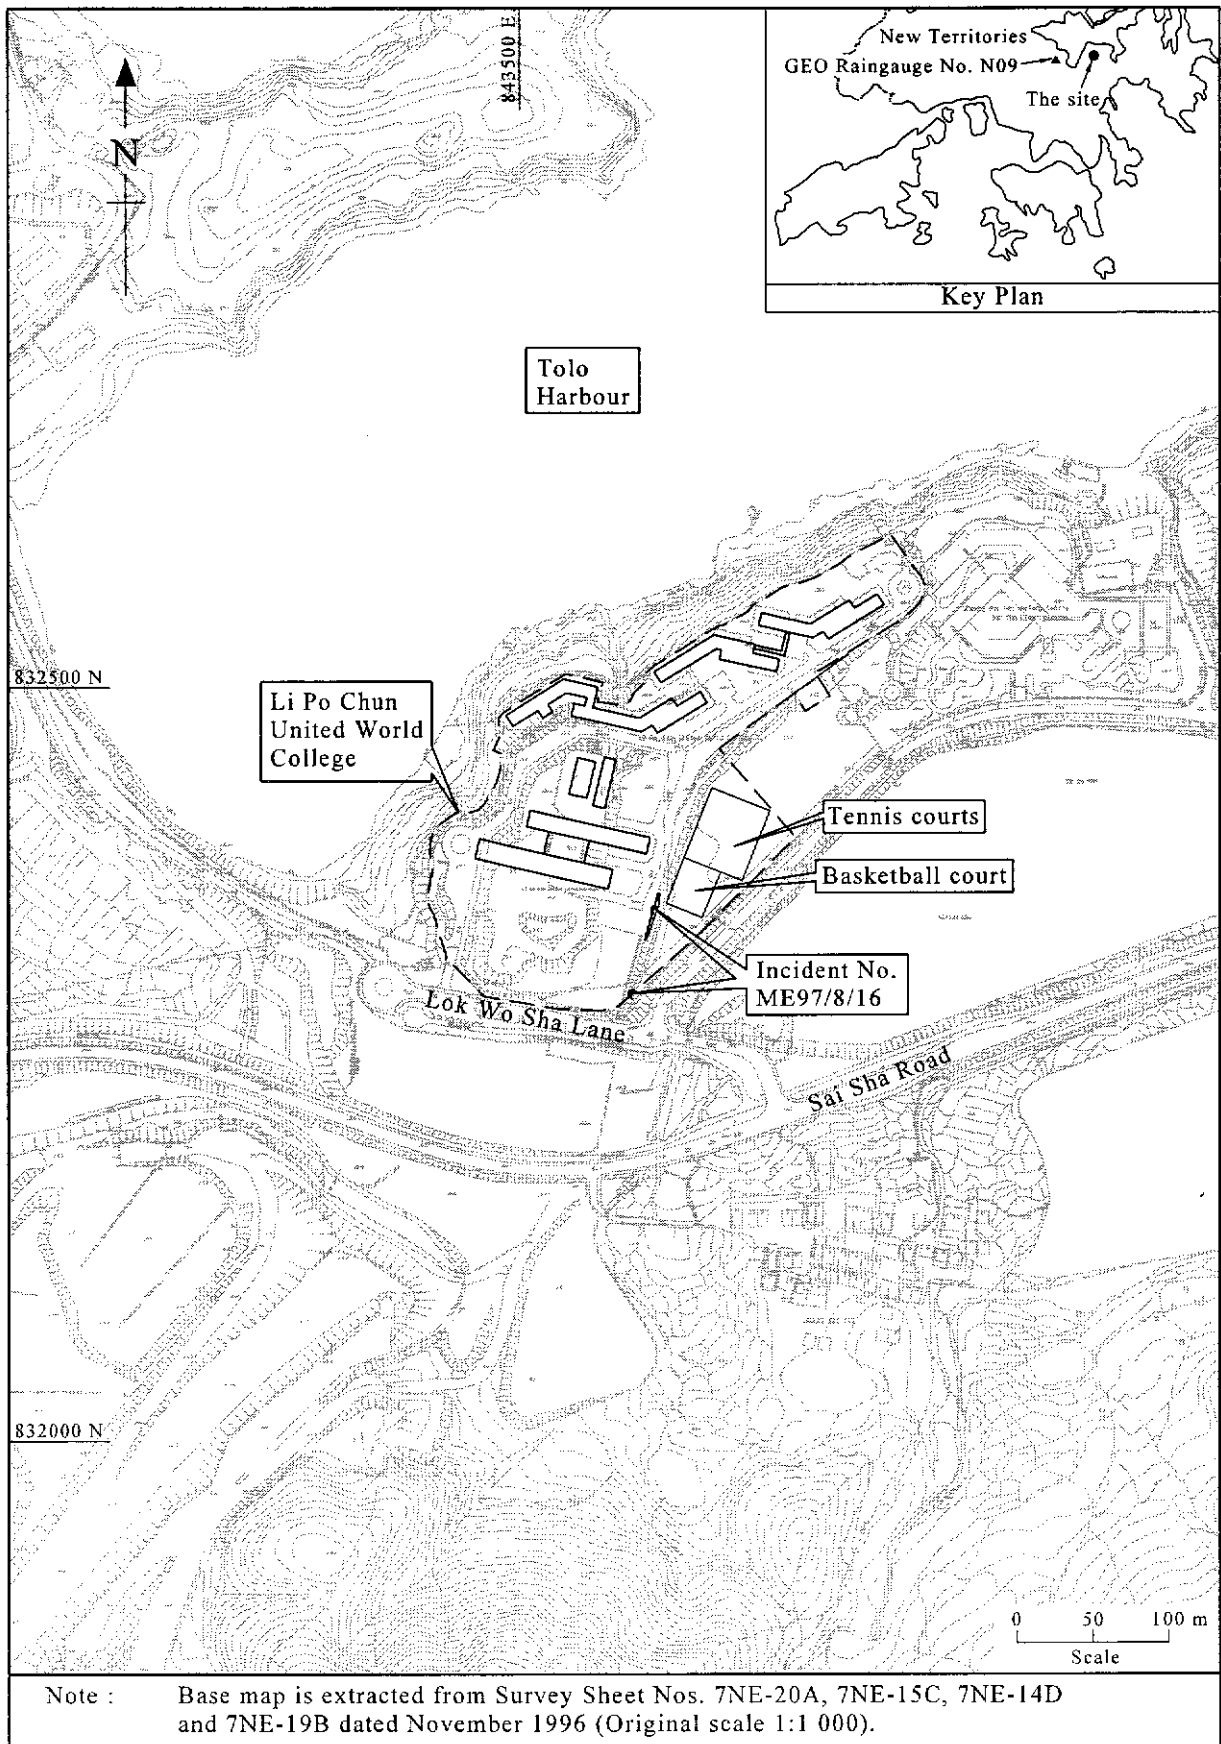 843500 E
New Territories
GEO Raingauge No. N09
The site
Key Plan
N
Tolo
Harbour
832500 N
Li Po Chun
United World
College
Tennis courts
Basketball court
Incident No.
ME97/8/16
Lok Wo Sha Lane
Sai Sha Road
832000 N
0 50 100 m
Scale
Note : Base map is extracted from Survey Sheet Nos. 7NE-20A, 7NE-15C, 7NE-14D
and 7NE-19B dated November 1996 (Original scale 1:1 000).